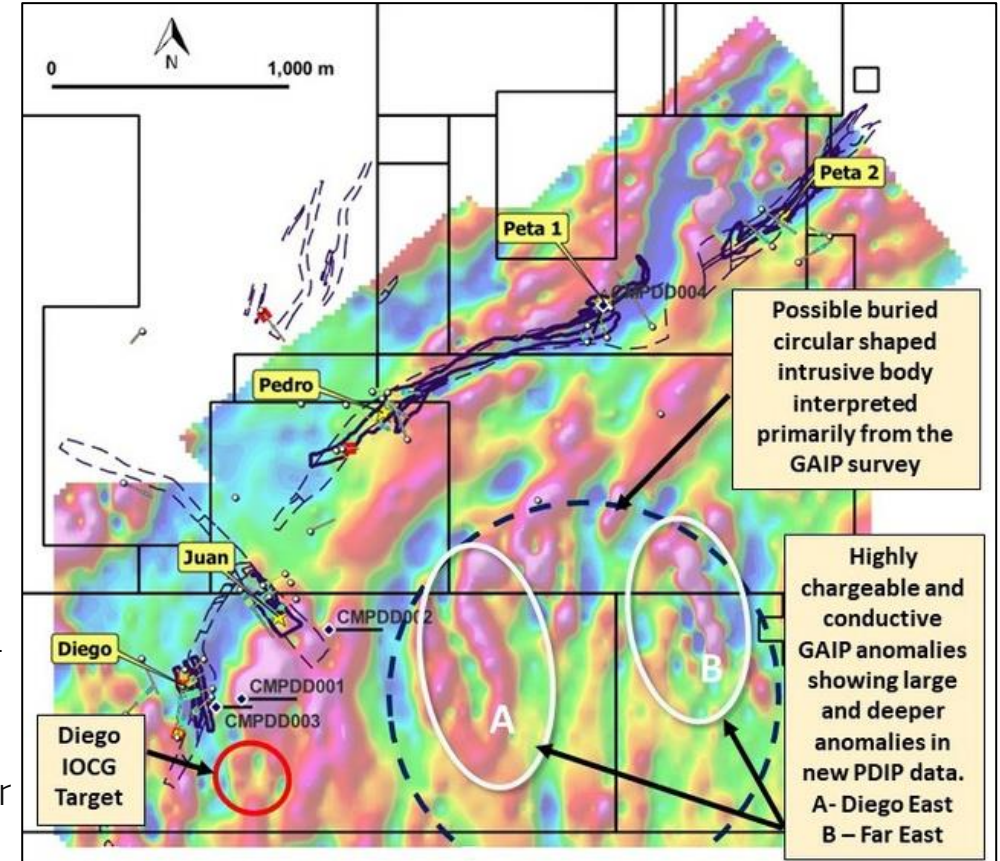 N
0 1,000 m
Peta 2
Peta 1
CMPDD004
Possible buried
circular shaped
intrusive body
interpreted
primarily from the
GAIP survey
Pedro
Juan
CMPDD002
Diego
CMPDD001
CMPDD003
Diego
IOCG
Target
A
B
Highly
chargeable and
conductive
GAIP anomalies
showing large
and deeper
anomalies in
new PDIP data.
A- Diego East
B – Far East
r